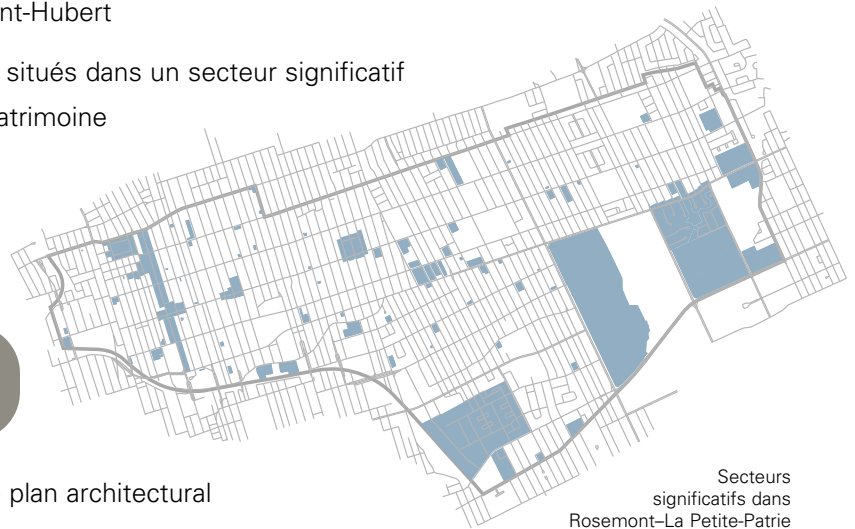 nt-Hubert
situés dans un secteur significatif
atrimoine
plan architectural
Secteurs
significatifs dans
Rosemont–La Petite-Patrie